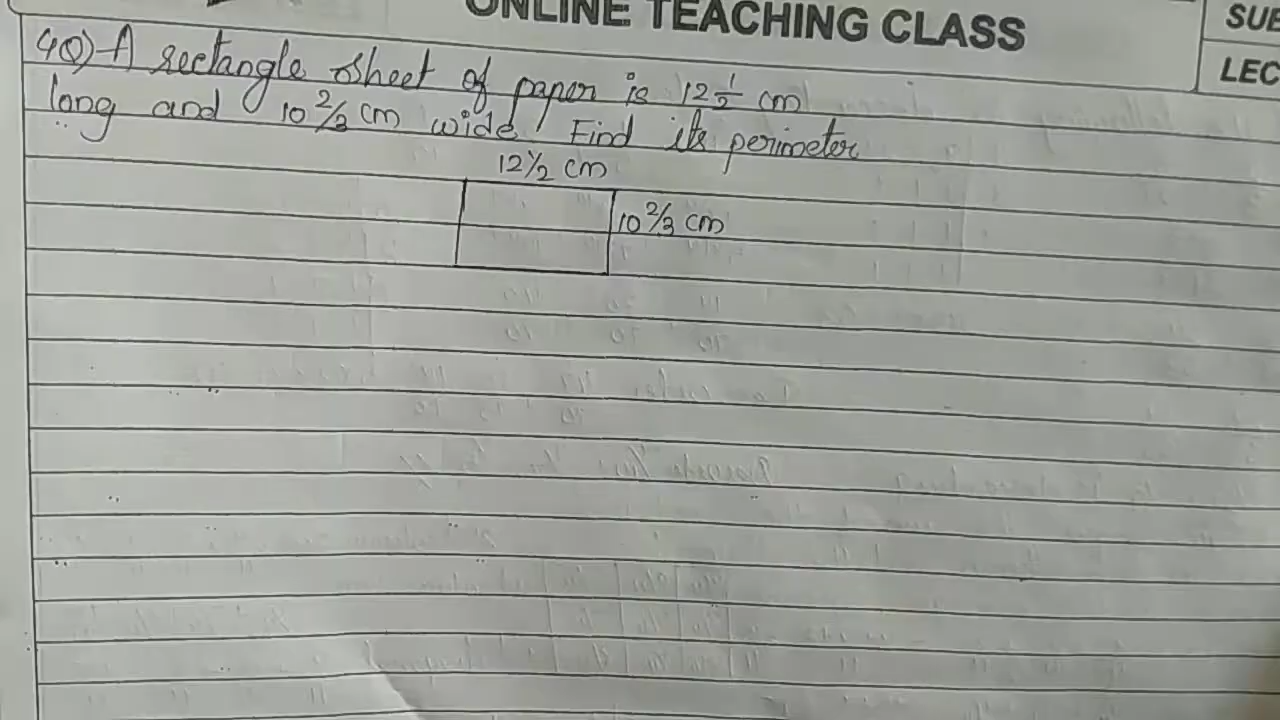 ONLINE TEACHING CLASS
SUB
LEC
4Q) A rectangle sheet of paper is 12 1/2 cm
long and 10 2/3 cm wide. Find its perimeter
12 1/2 cm
10 2/3 cm